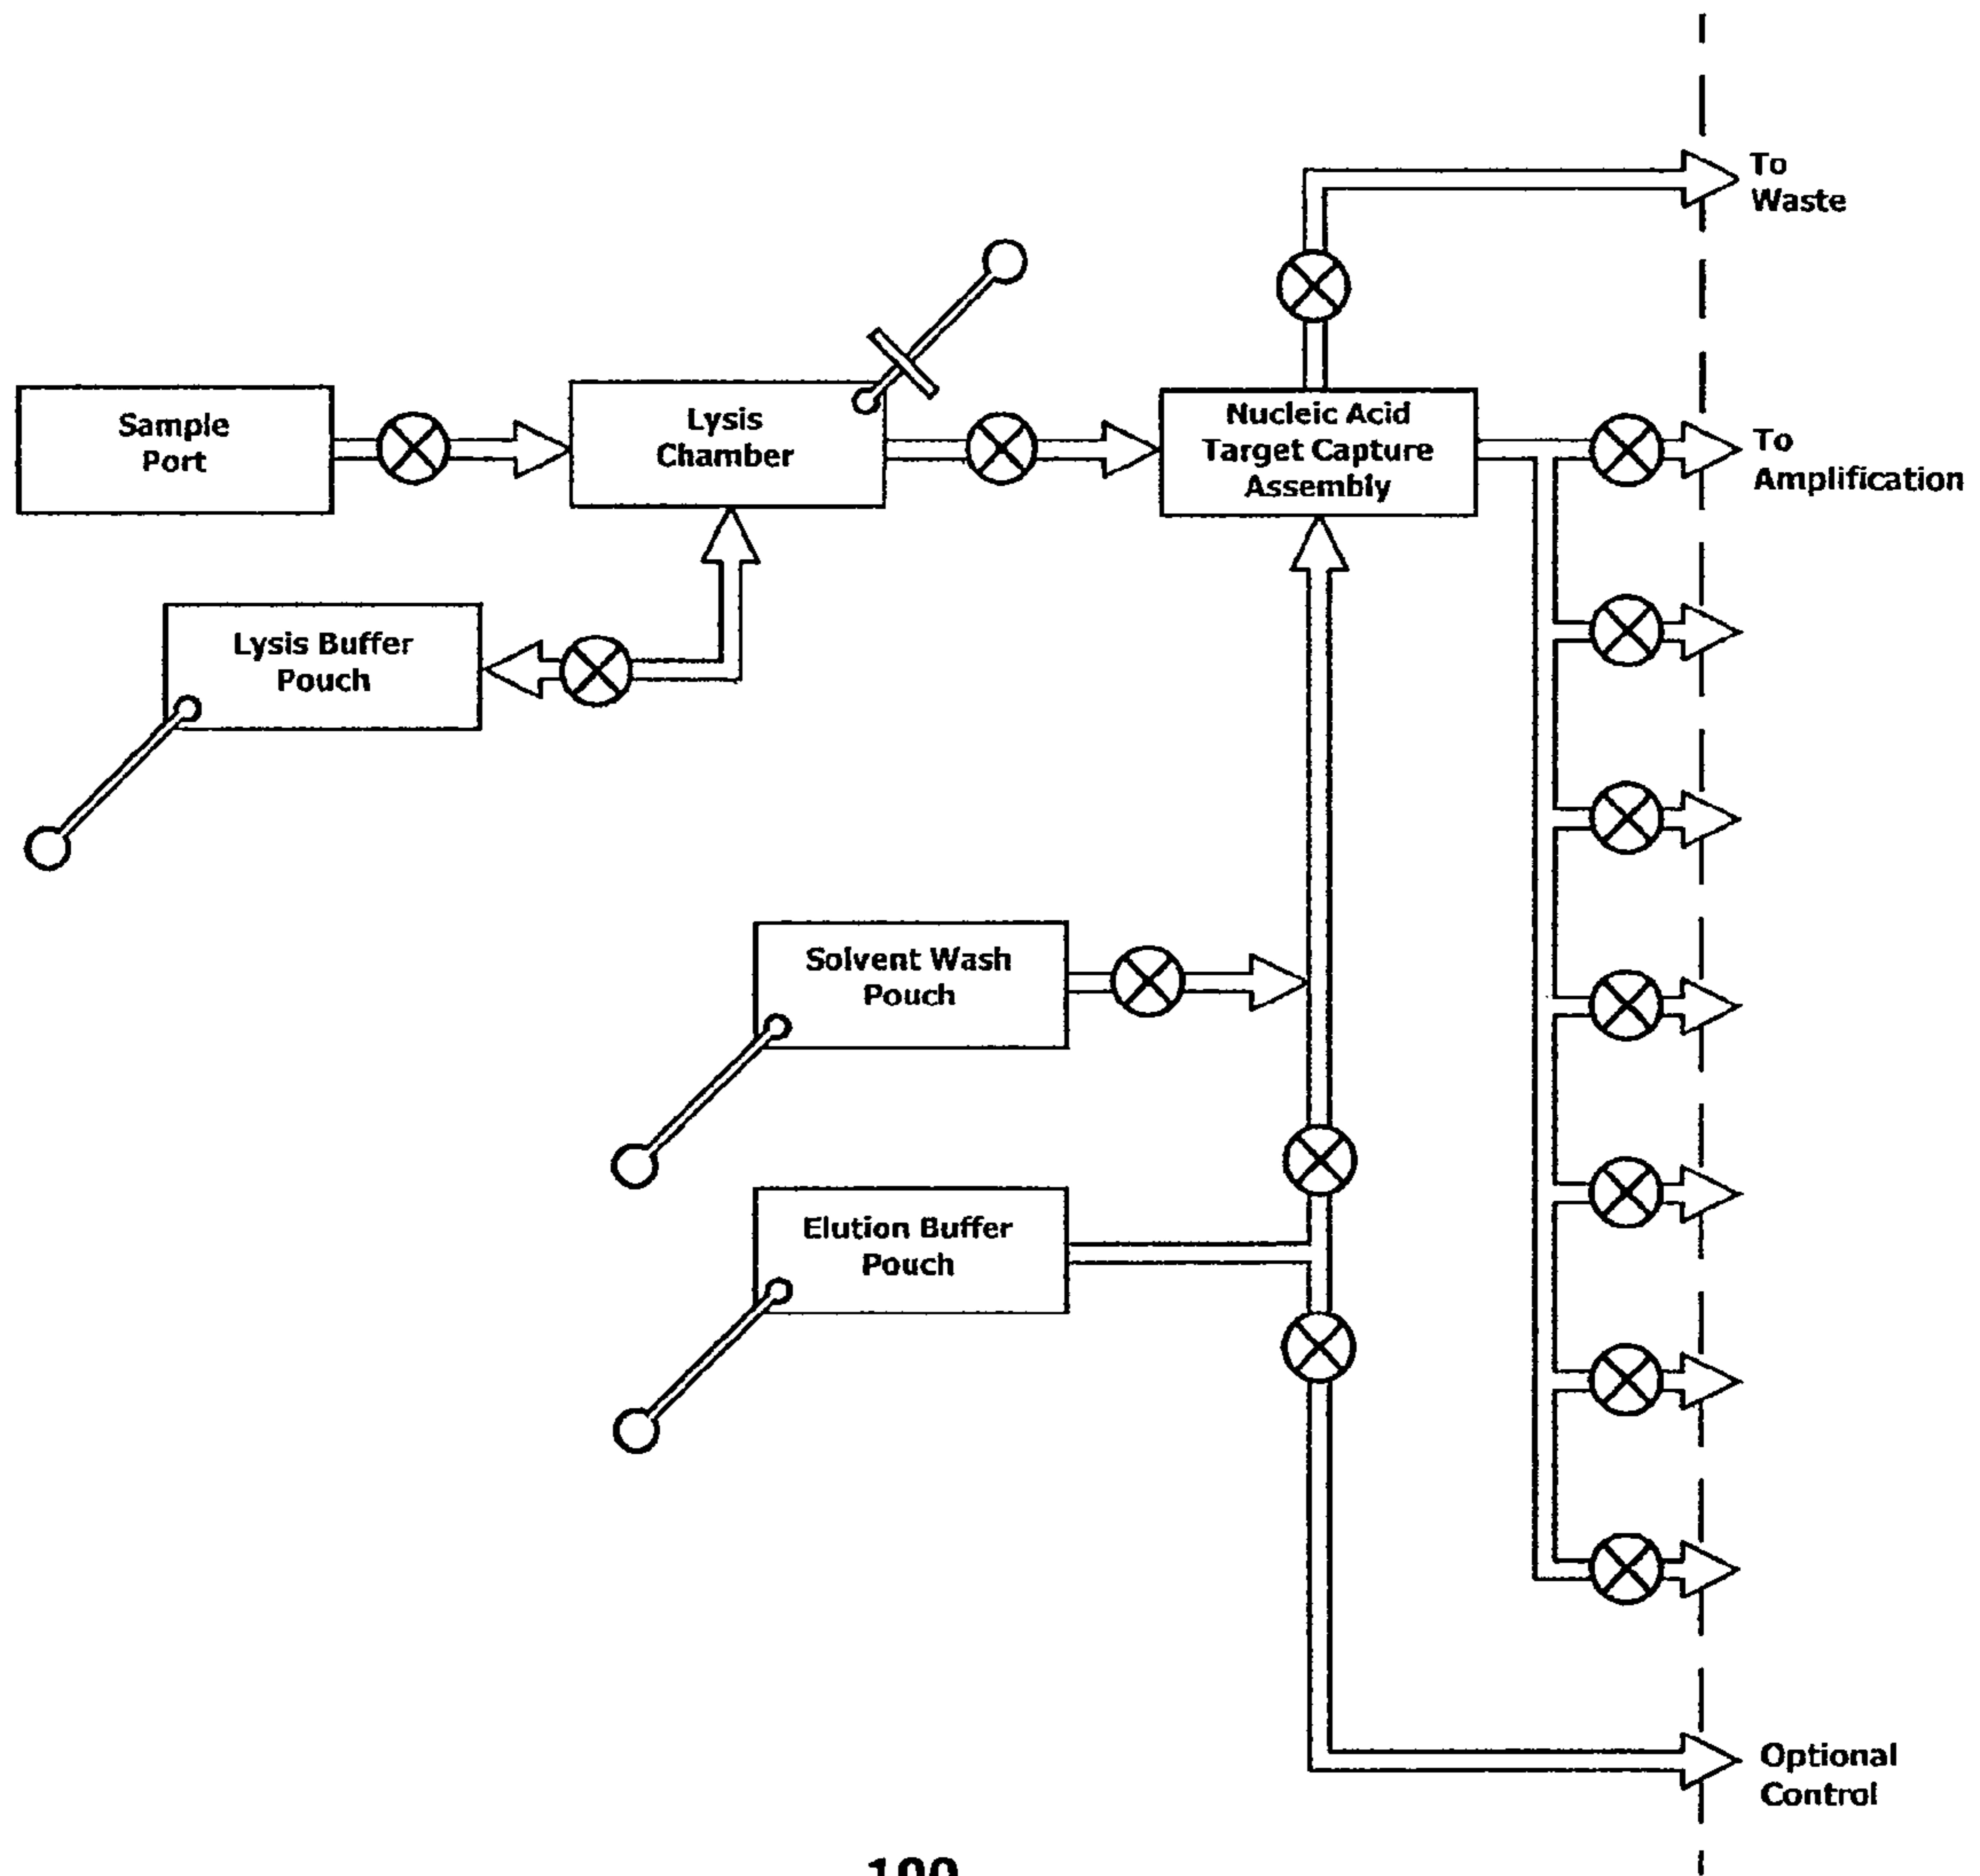 To
Waste
Sample
Port
Lysis
Chamber
Nucleic Acid
Target Capture
Assembly
To
Amplification
Lysis Buffer
Pouch
Solvent Wash
Pouch
Elution Buffer
Pouch
Optional
Control